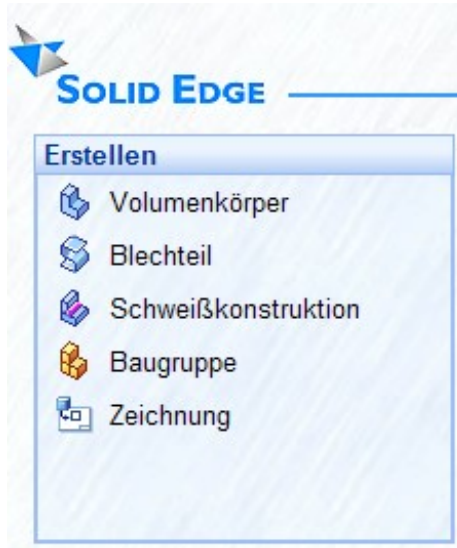 SOLID EDGE
Erstellen
Volumenkörper
Blechteil
Schweißkonstruktion
Baugruppe
Zeichnung